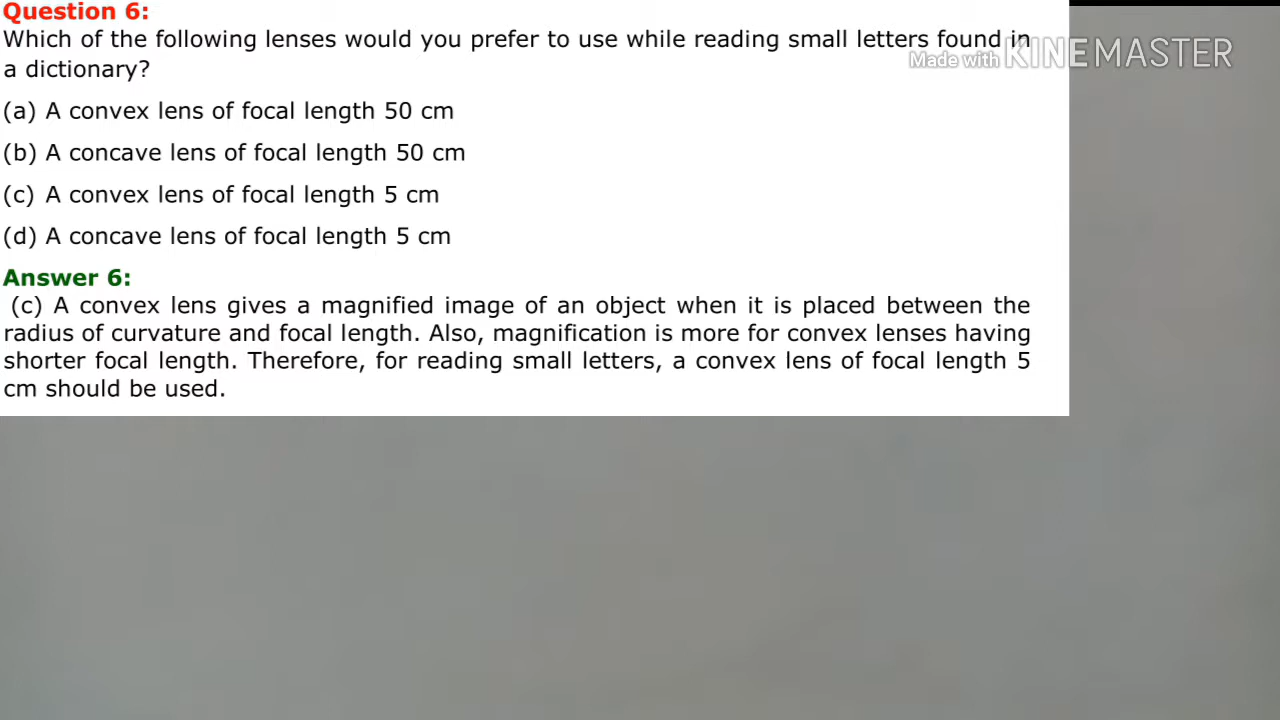 Question 6:
Which of the following lenses would you prefer to use while reading small letters found in
a dictionary?
Made with KINEMASTER
(a) A convex lens of focal length 50 cm
(b) A concave lens of focal length 50 cm
(c) A convex lens of focal length 5 cm
(d) A concave lens of focal length 5 cm
Answer 6:
(c) A convex lens gives a magnified image of an object when it is placed between the
radius of curvature and focal length. Also, magnification is more for convex lenses having
shorter focal length. Therefore, for reading small letters, a convex lens of focal length 5
cm should be used.